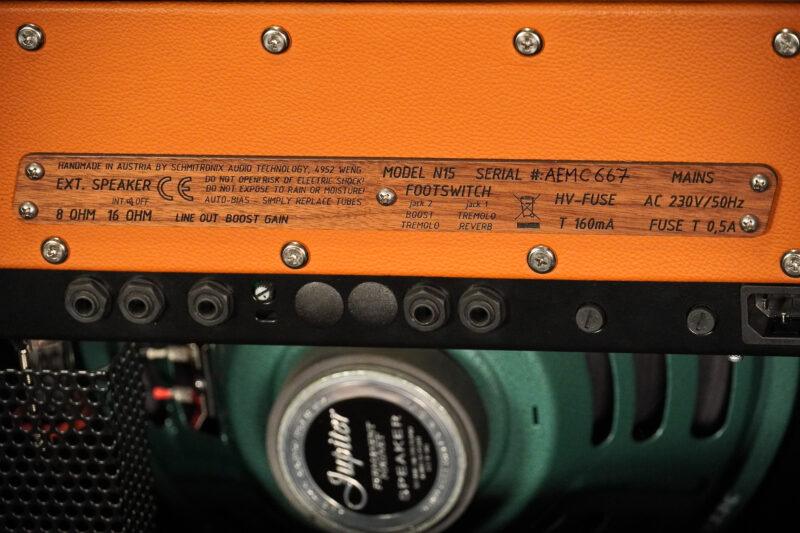 HANDMADE IN AUSTRIA BY SCHMITRONIX AUDIO TECHNOLOGY, 4952 WENG
EXT. SPEAKER CE DO NOT OPEN! RISK OF ELECTRIC SHOCK!
DO NOT EXPOSE TO RAIN OR MOISTURE!
INT OFF AUTO-BIAS - SIMPLY REPLACE TUBES
8 OHM 16 OHM LINE OUT BOOST GAIN
MODEL N15 SERIAL #: AEMC 667 MAINS
FOOTSWITCH HV-FUSE AC 230V/50Hz
jack 2 jack 1
BOOST TREMOLO T 160mA FUSE T 0,5A
TREMOLO REVERB
Jupiter
SPEAKER